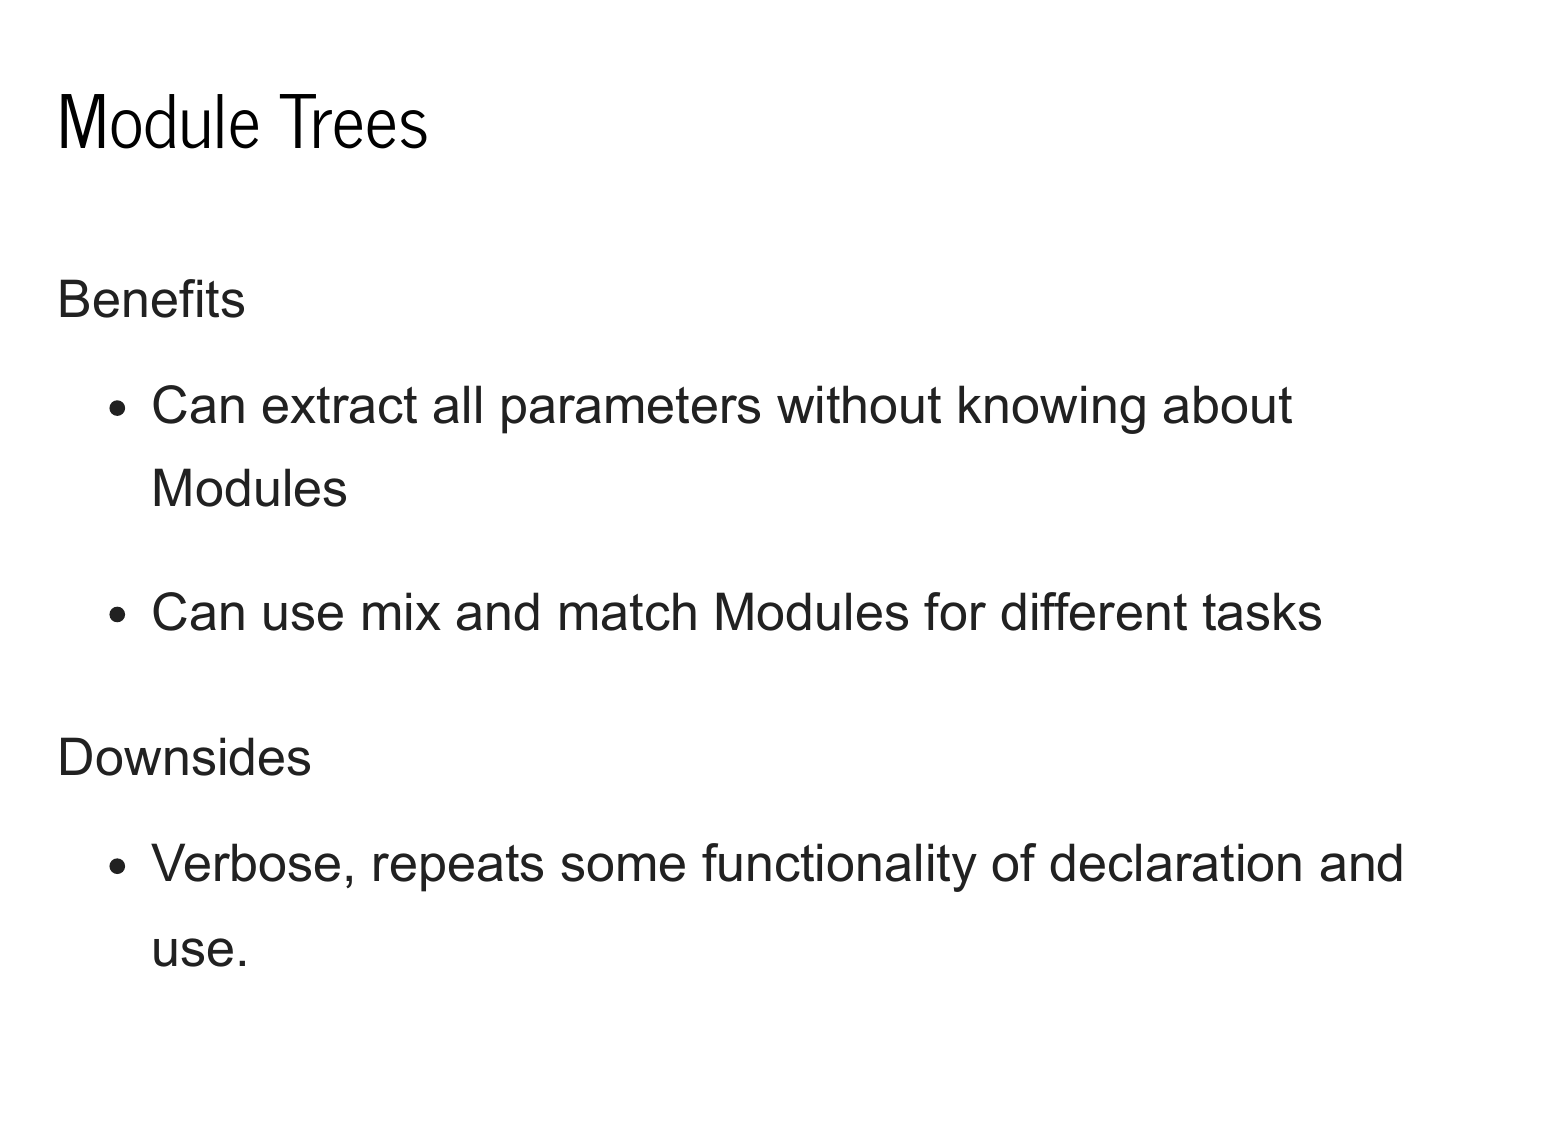 Module Trees
Benefits
• Can extract all parameters without knowing about
Modules
• Can use mix and match Modules for different tasks
Downsides
• Verbose, repeats some functionality of declaration and
use.